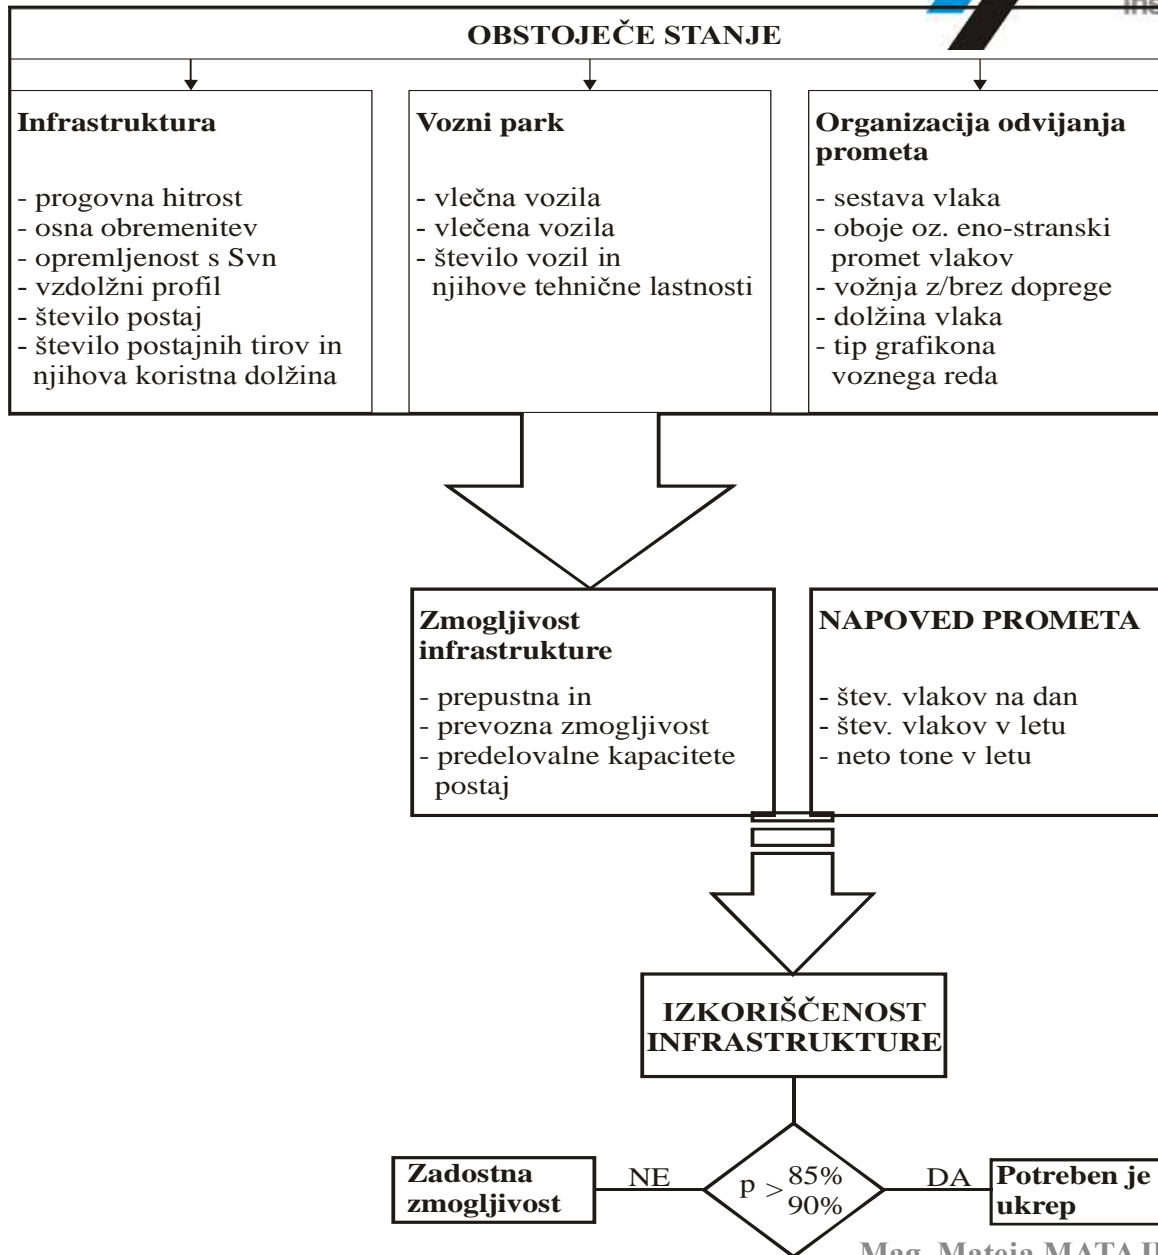 OBSTOJEČE STANJE
Infrastruktura
- progovna hitrost
- osna obremenitev
- opremljenost s Svn
- vzdolžni profil
- število postaj
- število postajnih tirov in
njihova koristna dolžina
Vozni park
- vlečna vozila
- vlečena vozila
- število vozil in
njihove tehnične lastnosti
Organizacija odvijanja
prometa
- sestava vlaka
- oboje oz. eno-stranski
promet vlakov
- vožnja z/brez doprege
- dolžina vlaka
- tip grafikona
voznega reda
Zmogljivost
infrastrukture
- prepustna in
- prevozna zmogljivost
- predelovalne kapacitete
postaj
NAPOVED PROMETA
- štev. vlakov na dan
- štev. vlakov v letu
- neto tone v letu
IZKORIŠČENOST
INFRASTRUKTURE
Zadostna
zmogljivost
NE
p > 85%
90%
DA
Potreben je
ukrep
Mag. Mateja